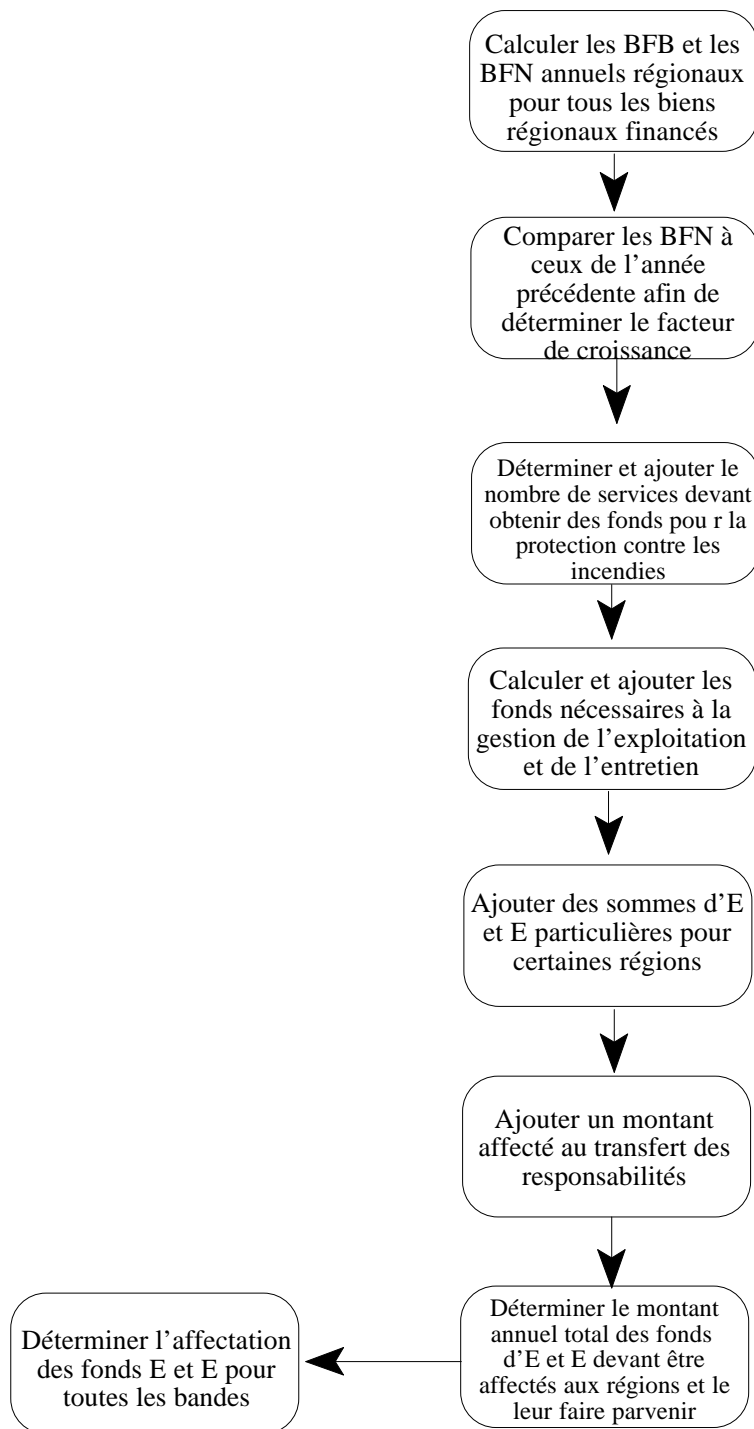 Calculer les BFB et les
BFN annuels régionaux
pour tous les biens
régionaux financés
Comparer les BFN à
ceux de l’année
précédente afin de
déterminer le facteur
de croissance
Déterminer et ajouter le
nombre de services devant
obtenir des fonds pou r la
protection contre les
incendies
Calculer et ajouter les
fonds nécessaires à la
gestion de l’exploitation
et de l’entretien
Ajouter des sommes d’E
et E particulières pour
certaines régions
Ajouter un montant
affecté au transfert des
responsabilités
Déterminer le montant
annuel total des fonds
d’E et E devant être
affectés aux régions et le
leur faire parvenir
Déterminer l’affectation
des fonds E et E pour
toutes les bandes